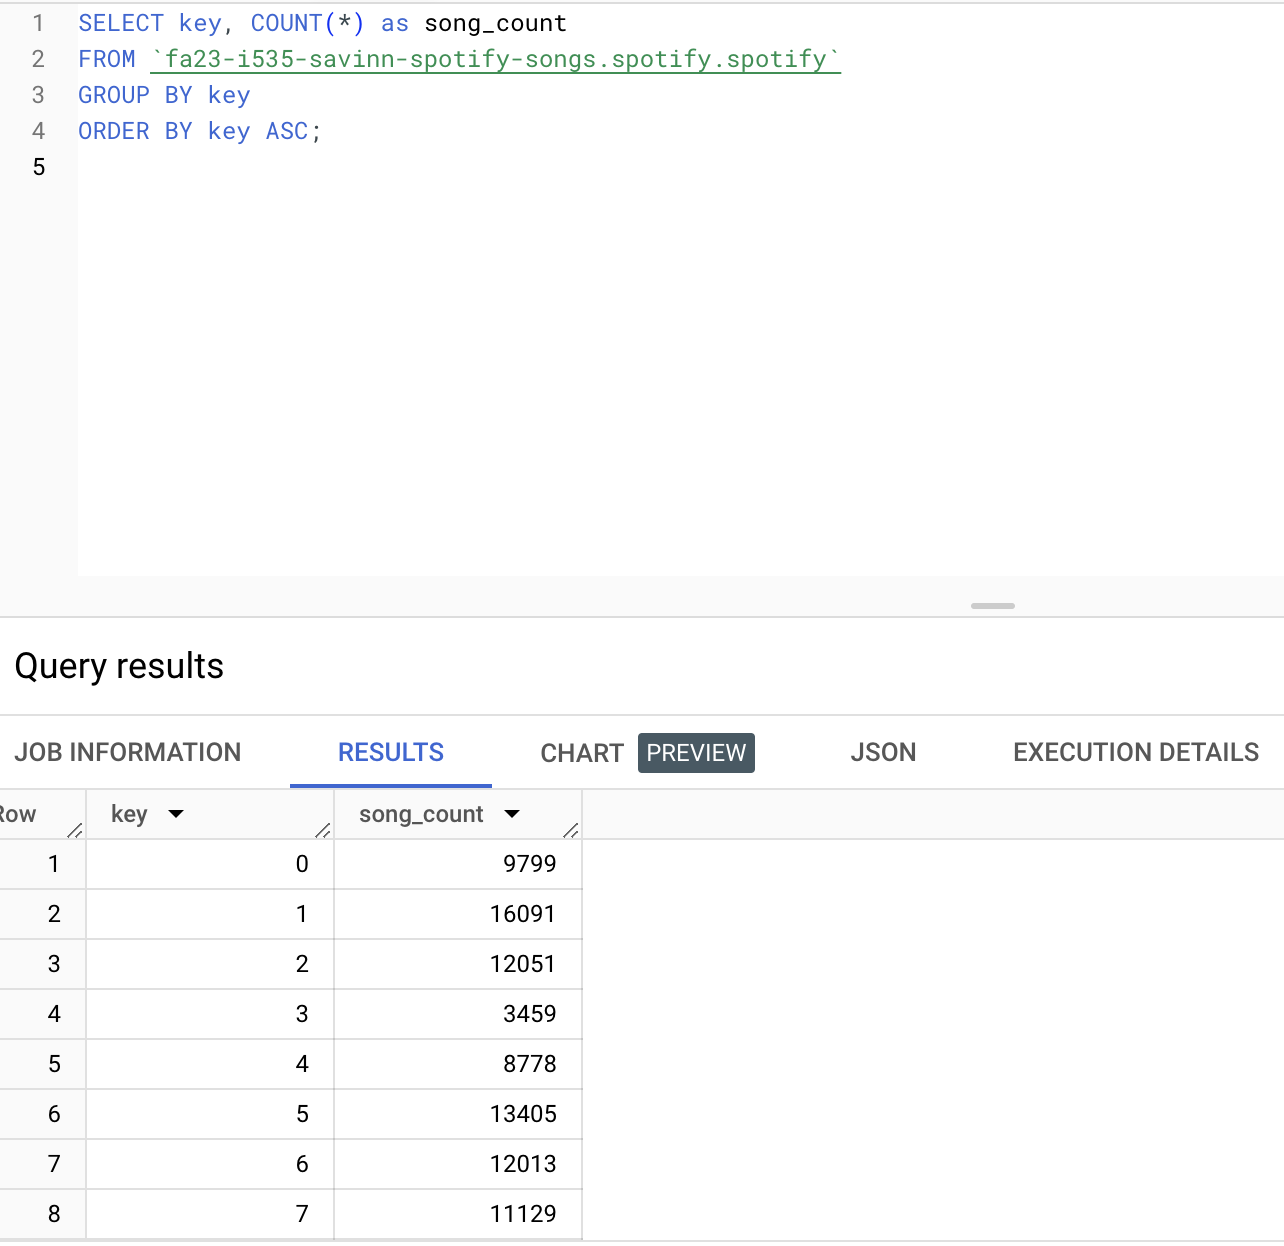 1 SELECT key, COUNT(*) as song_count
2 FROM `fa23-i535-savinn-spotify-songs.spotify.spotify`
3 GROUP BY key
4 ORDER BY key ASC;
5
Query results
JOB INFORMATION RESULTS CHART PREVIEW JSON EXECUTION DETAILS
Row key song_count
1 0 9799
2 1 16091
3 2 12051
4 3 3459
5 4 8778
6 5 13405
7 6 12013
8 7 11129